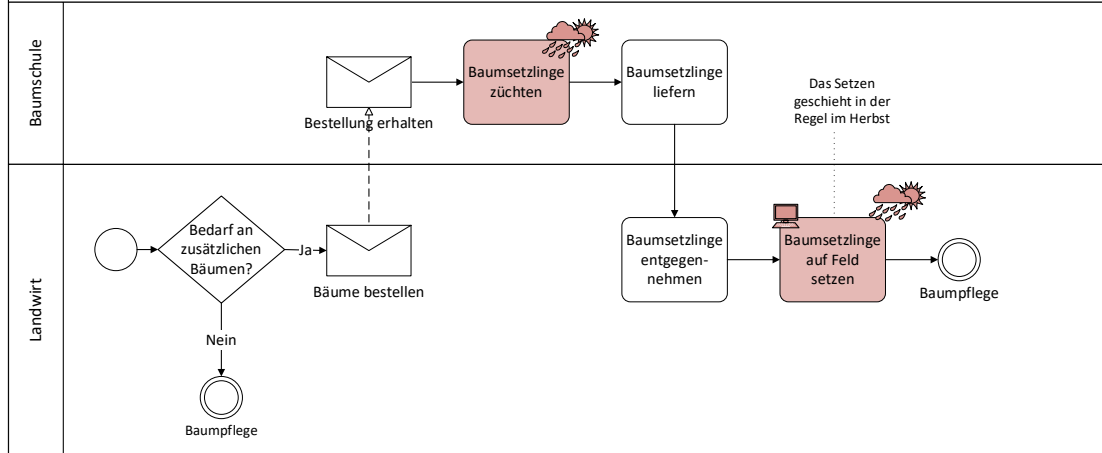 Baumschule
Bestellung erhalten
Baumsetzlinge
züchten
Baumsetzlinge
liefern
Das Setzen
geschieht in der
Regel im Herbst
Landwirt
Bedarf an
zusätzlichen
Bäumen?
Ja
Nein
Baumpflege
Bäume bestellen
Baumsetzlinge
entgegen-
nehmen
Baumsetzlinge
auf Feld
setzen
Baumpflege